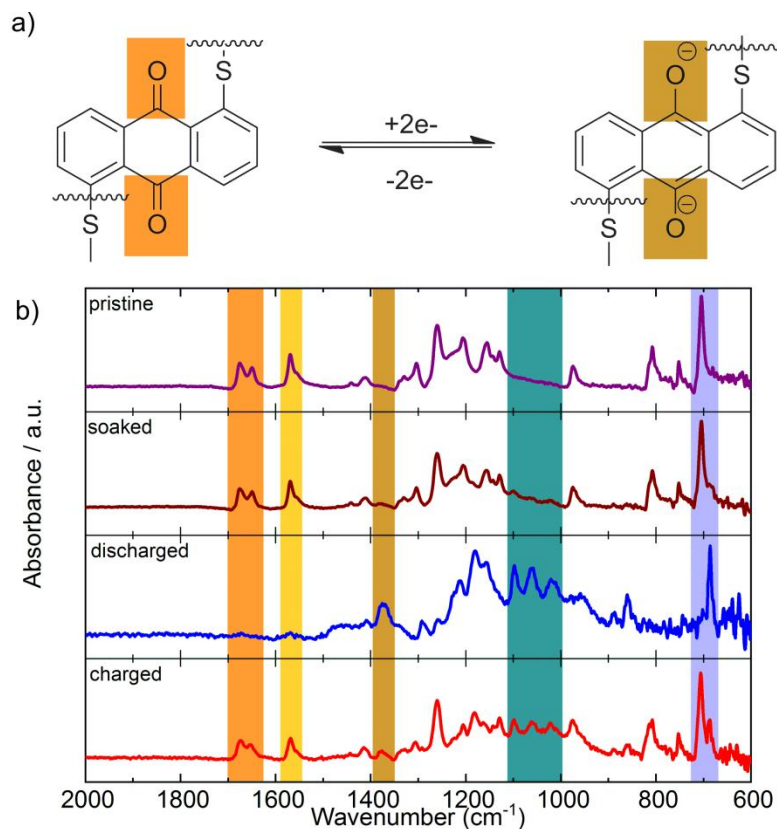 a)
O
S
O
S
+2e-
-2e-
O
⊖
S
O
⊖
S
b)
pristine
soaked
discharged
charged
Absorbance / a.u.
2000 1800 1600 1400 1200 1000 800 600
Wavenumber (cm⁻¹)